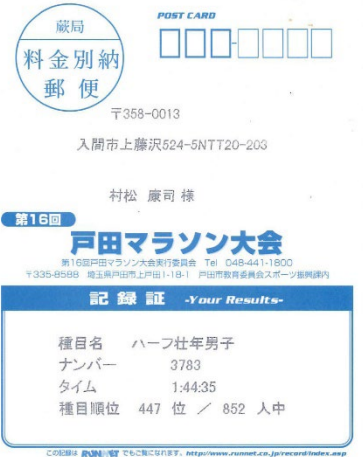 蕨局
料金別納
郵便
POST CARD
〒358-0013
入間市上藤沢524-5NTT20-203
村松 康司 様
第16回
戸田マラソン大会
第16回戸田マラソン大会実行委員会 Tel 048-441-1800
〒335-8588 埼玉県戸田市上戸田1-18-1 戸田市教育委員会スポーツ振興課内
記録証 -Your Results-
種目名 ハーフ壮年男子
ナンバー 3783
タイム 1:44:35
種目順位 447 位 / 852 人中
この記録は RUNNET でもご覧になれます。http://www.runnet.co.jp/record/index.asp